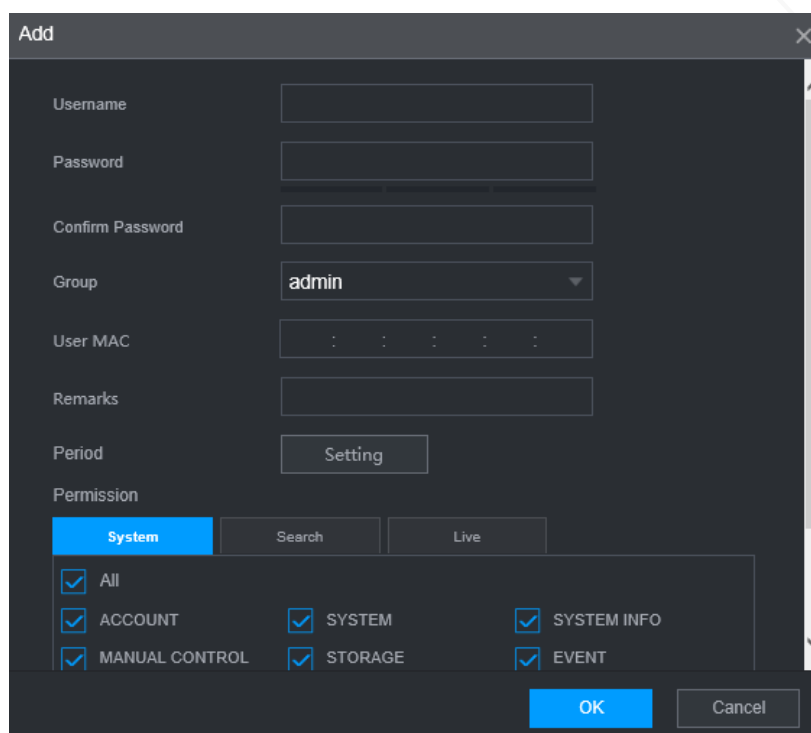 Add
Username
Password
Confirm Password
Group admin
User MAC : : : : :
Remarks
Period Setting
Permission
System Search Live
All
ACCOUNT SYSTEM SYSTEM INFO
MANUAL CONTROL STORAGE EVENT
OK Cancel